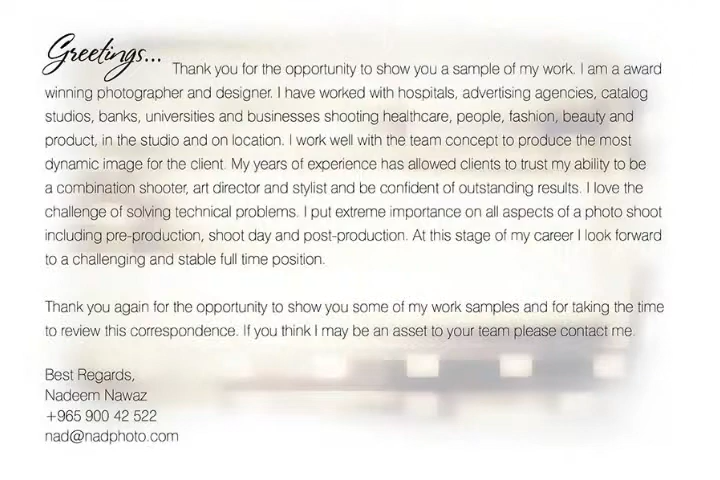 Greetings... Thank you for the opportunity to show you a sample of my work. I am a award
winning photographer and designer. I have worked with hospitals, advertising agencies, catalog
studios, banks, universities and businesses shooting healthcare, people, fashion, beauty and
product, in the studio and on location. I work well with the team concept to produce the most
dynamic image for the client. My years of experience has allowed clients to trust my ability to be
a combination shooter, art director and stylist and be confident of outstanding results. I love the
challenge of solving technical problems. I put extreme importance on all aspects of a photo shoot
including pre-production, shoot day and post-production. At this stage of my career I look forward
to a challenging and stable full time position.
Thank you again for the opportunity to show you some of my work samples and for taking the time
to review this correspondence. If you think I may be an asset to your team please contact me.
Best Regards,
Nadeem Nawaz
+965 900 42 522
nad@nadphoto.com